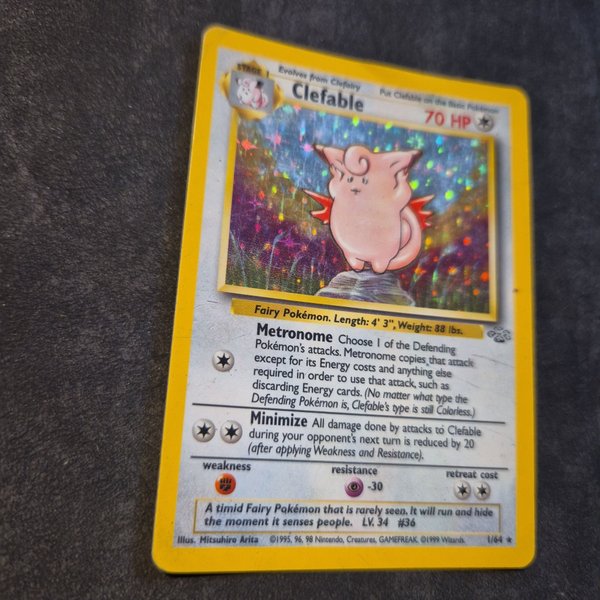 STAGE 1
Evolves from Clefairy
Put Clefable on the Basic Pokémon
Clefable
70 HP
Fairy Pokémon. Length: 4' 3", Weight: 88 lbs.
Metronome Choose 1 of the Defending
Pokémon's attacks. Metronome copies that attack
except for its Energy costs and anything else
required in order to use that attack, such as
discarding Energy cards. (No matter what type the
Defending Pokémon is, Clefable's type is still Colorless.)
Minimize All damage done by attacks to Clefable
during your opponent's next turn is reduced by 20
(after applying Weakness and Resistance).
weakness
resistance
retreat cost
-30
A timid Fairy Pokémon that is rarely seen. It will run and hide
the moment it senses people. LV. 34 #36
Illus. Mitsuhiro Arita ©1995, 96, 98 Nintendo, Creatures, GAMEFREAK. ©1999 Wizards. 1/64 ★